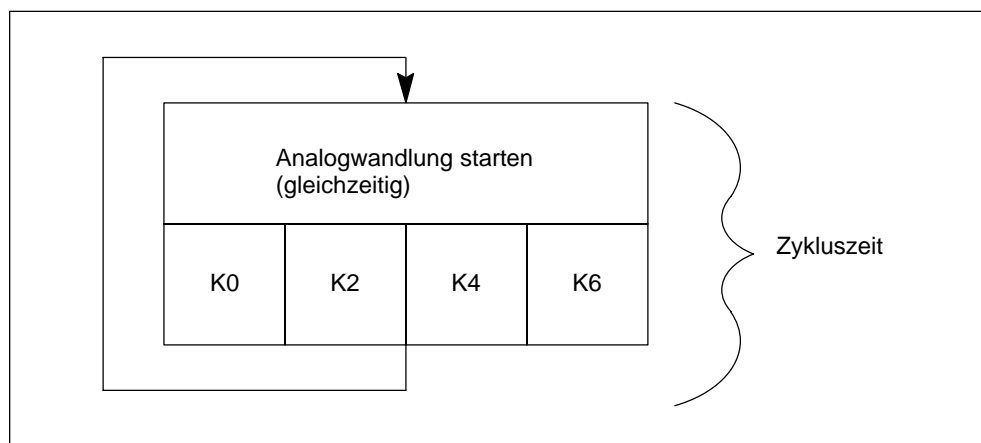 Analogwandlung starten
(gleichzeitig)
K0 K2 K4 K6
Zykluszeit